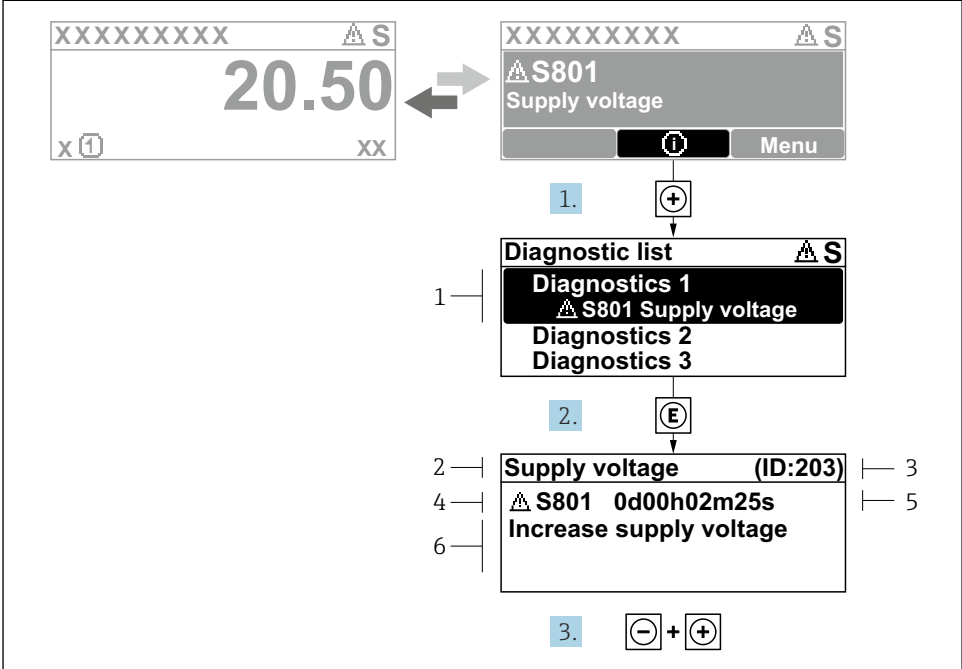 XXXXXXXXX ⚠ S
20.50
x ① xx
XXXXXXXXX ⚠ S
⚠ S801
Supply voltage
ⓘ Menu
1. +
Diagnostic list ⚠ S
1
Diagnostics 1
⚠ S801 Supply voltage
Diagnostics 2
Diagnostics 3
2. E
2 Supply voltage (ID:203) 3
4 ⚠ S801 0d00h02m25s 5
6 Increase supply voltage
3. − + +